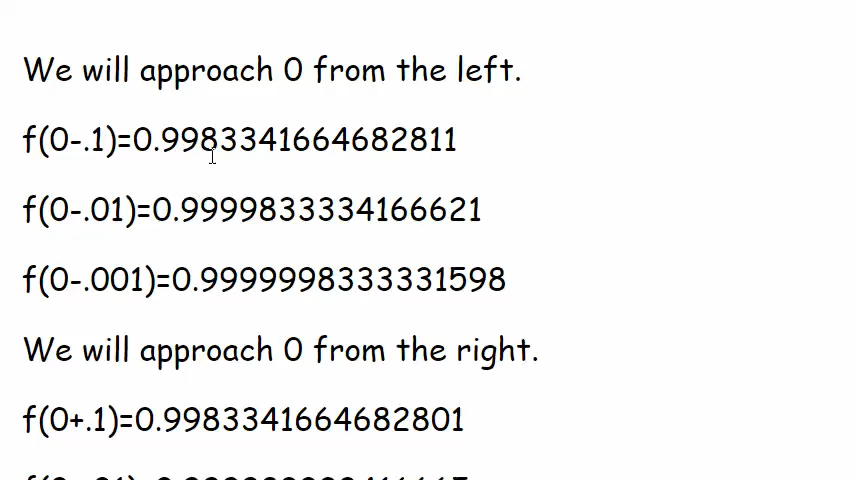 We will approach 0 from the left.
f(0-.1)=0.9983341664682811
f(0-.01)=0.9999833334166621
f(0-.001)=0.9999998333331598
We will approach 0 from the right.
f(0+.1)=0.9983341664682801